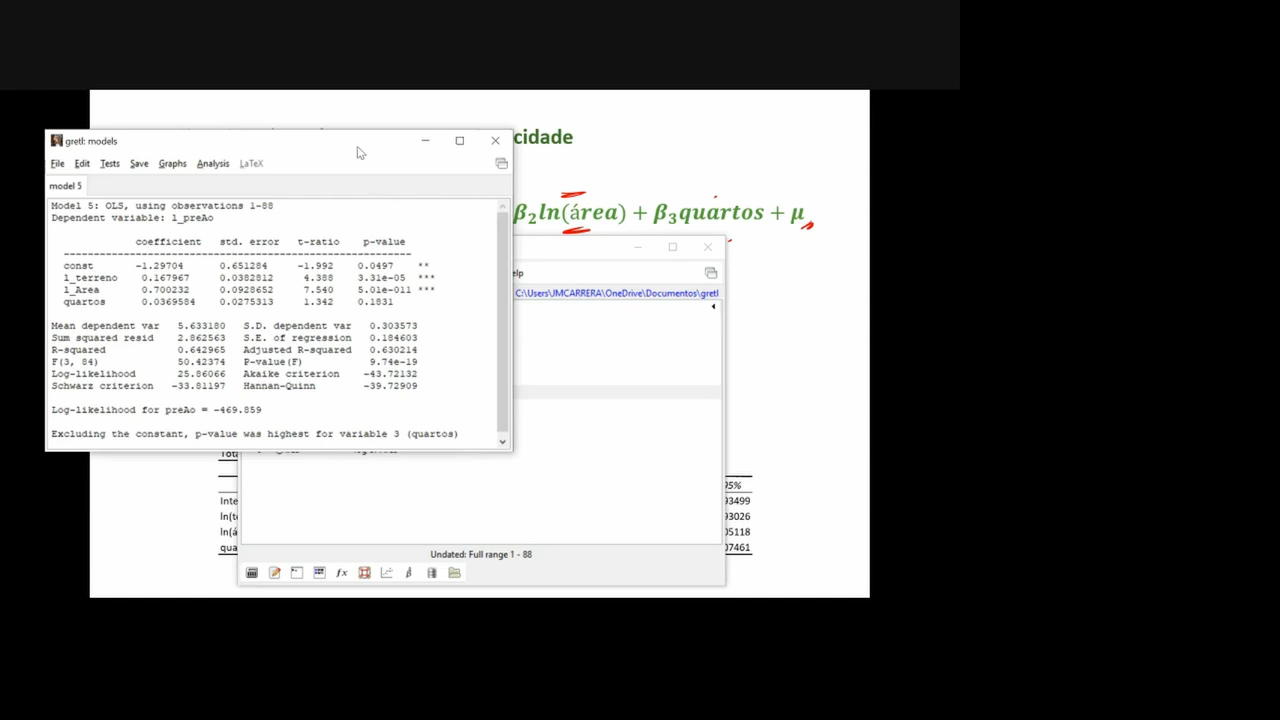 cidade
gretl: models
File Edit Tests Save Graphs Analysis LaTeX
model 5
β₂ln(área) + β₃quartos + μ
Model 5: OLS, using observations 1-88
Dependent variable: l_preAo
coefficient std. error t-ratio p-value
const -1.29704 0.651284 -1.992 0.0497 **
l_terreno 0.167967 0.0382812 4.388 3.31e-05 ***
l_Area 0.700232 0.0928652 7.540 5.01e-011 ***
quartos 0.0369584 0.0275313 1.342 0.1831
Mean dependent var 5.633180 S.D. dependent var 0.303573
Sum squared resid 2.862563 S.E. of regression 0.184603
R-squared 0.642965 Adjusted R-squared 0.630214
F(3, 84) 50.42374 P-value(F) 9.74e-19
Log-likelihood 25.86066 Akaike criterion -43.72132
Schwarz criterion -33.81197 Hannan-Quinn -39.72909
Log-likelihood for preAo = -469.859
Excluding the constant, p-value was highest for variable 3 (quartos)
elp
C:\Users\JMCARRERA\OneDrive\Documentos\gretl
Tota
95%
Inte 93499
ln(te 93026
ln(á 05118
qua 07461
Undated: Full range 1 - 88